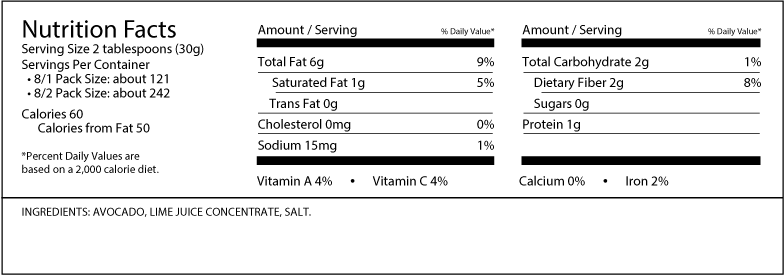 Nutrition Facts
Serving Size 2 tablespoons (30g)
Servings Per Container
• 8/1 Pack Size: about 121
• 8/2 Pack Size: about 242
Calories 60
Calories from Fat 50
*Percent Daily Values are
based on a 2,000 calorie diet.
Amount / Serving % Daily Value*
Total Fat 6g 9%
Saturated Fat 1g 5%
Trans Fat 0g
Cholesterol 0mg 0%
Sodium 15mg 1%
Vitamin A 4% • Vitamin C 4%
Amount / Serving % Daily Value*
Total Carbohydrate 2g 1%
Dietary Fiber 2g 8%
Sugars 0g
Protein 1g
Calcium 0% • Iron 2%
INGREDIENTS: AVOCADO, LIME JUICE CONCENTRATE, SALT.